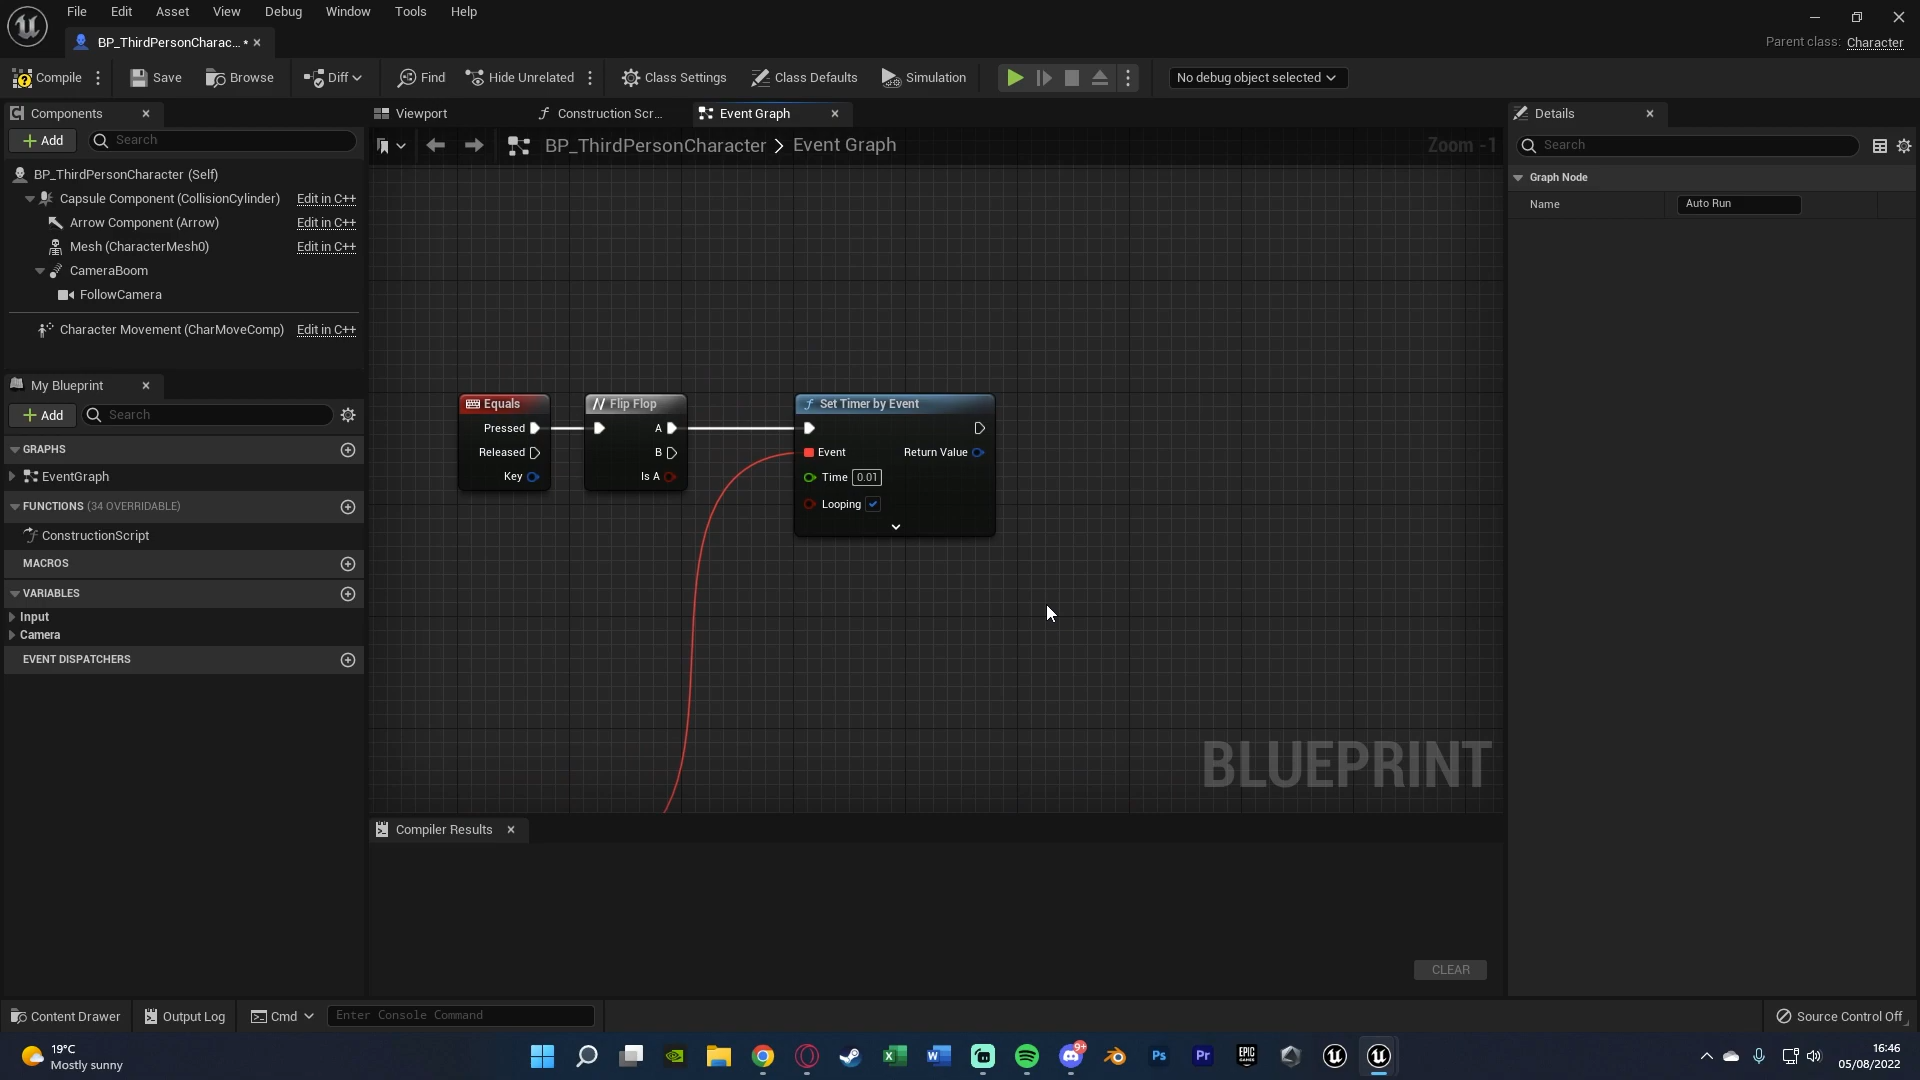 File Edit Asset View Debug Window Tools Help
BP_ThirdPersonCharac... •
Parent class: Character
Compile Save Browse Diff Find Hide Unrelated Class Settings Class Defaults Simulation No debug object selected
Components
Add Search
BP_ThirdPersonCharacter (Self)
Capsule Component (CollisionCylinder) Edit in C++
Arrow Component (Arrow) Edit in C++
Mesh (CharacterMesh0) Edit in C++
CameraBoom
FollowCamera
Character Movement (CharMoveComp) Edit in C++
My Blueprint
Add Search
GRAPHS
EventGraph
FUNCTIONS (34 OVERRIDABLE)
ConstructionScript
MACROS
VARIABLES
Input
Camera
EVENT DISPATCHERS
Viewport Construction Scr... Event Graph
BP_ThirdPersonCharacter > Event Graph Zoom -1
Equals
Pressed
Released
Key
Flip Flop
A
B
Is A
Set Timer by Event
Event Return Value
Time 0.01
Looping
BLUEPRINT
Compiler Results
CLEAR
Details
Search
Graph Node
Name Auto Run
Content Drawer Output Log Cmd Enter Console Command Source Control Off
19°C
Mostly sunny
X W 9+ Ps Pr EPIC GAMES
16:46
05/08/2022